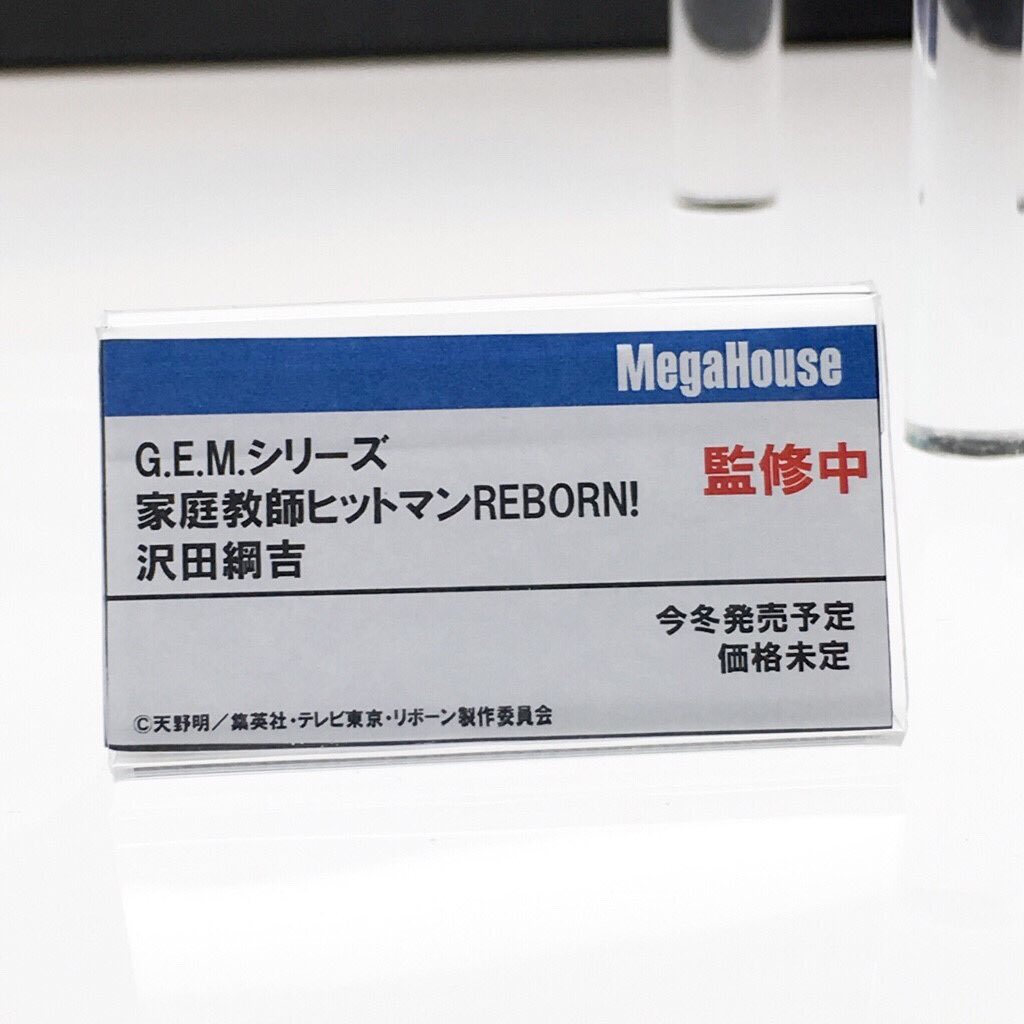 MegaHouse
G.E.M.シリーズ
監修中
家庭教師ヒットマンREBORN!
沢田綱吉
今冬発売予定
価格未定
©天野明／集英社・テレビ東京・リボーン製作委員会